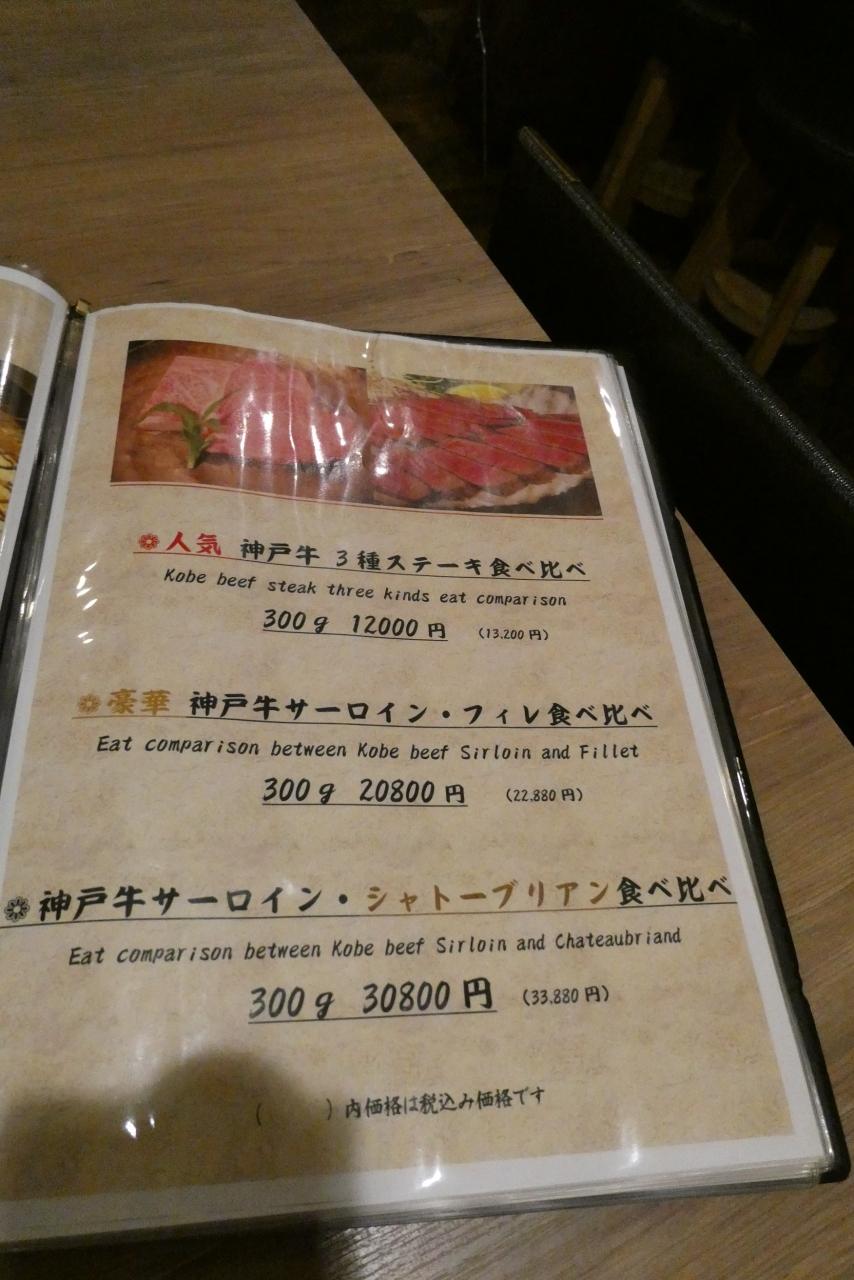 人気 神戸牛 3種ステーキ食べ比べ
Kobe beef steak three kinds eat comparison
300g 12000円 (13.200円)
豪華 神戸牛サーロイン・フィレ食べ比べ
Eat comparison between Kobe beef Sirloin and Fillet
300g 20800円 (22.880円)
神戸牛サーロイン・シャトーブリアン食べ比べ
Eat comparison between Kobe beef Sirloin and Chateaubriand
300g 30800円 (33.880円)
( )内価格は税込み価格です